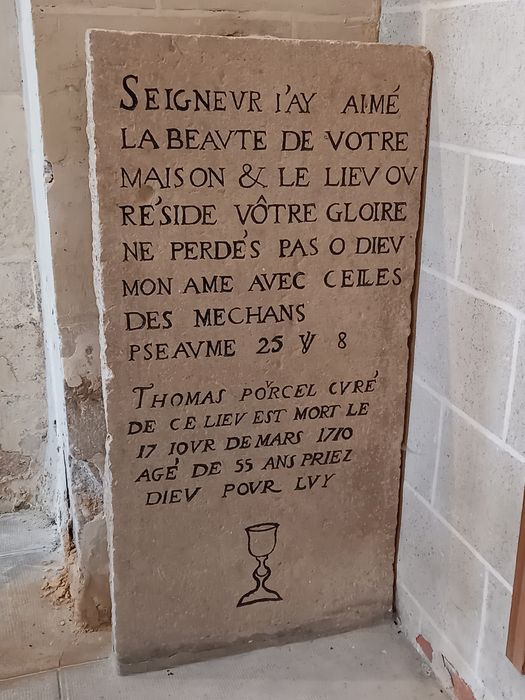 SEIGNEVR I'AY AIMÉ
LA BEAVTE DE VOTRE
MAISON & LE LIEV OV
RÉSIDE VÔTRE GLOIRE
NE PERDÉS PAS O DIEV
MON AME AVEC CELLES
DES MECHANS
PSEAVME 25 ℣ 8
THOMAS PORCEL CVRÉ
DE CE LIEV EST MORT LE
17 IOVR DE MARS 1710
AGÉ DE 55 ANS PRIEZ
DIEV POVR LVY